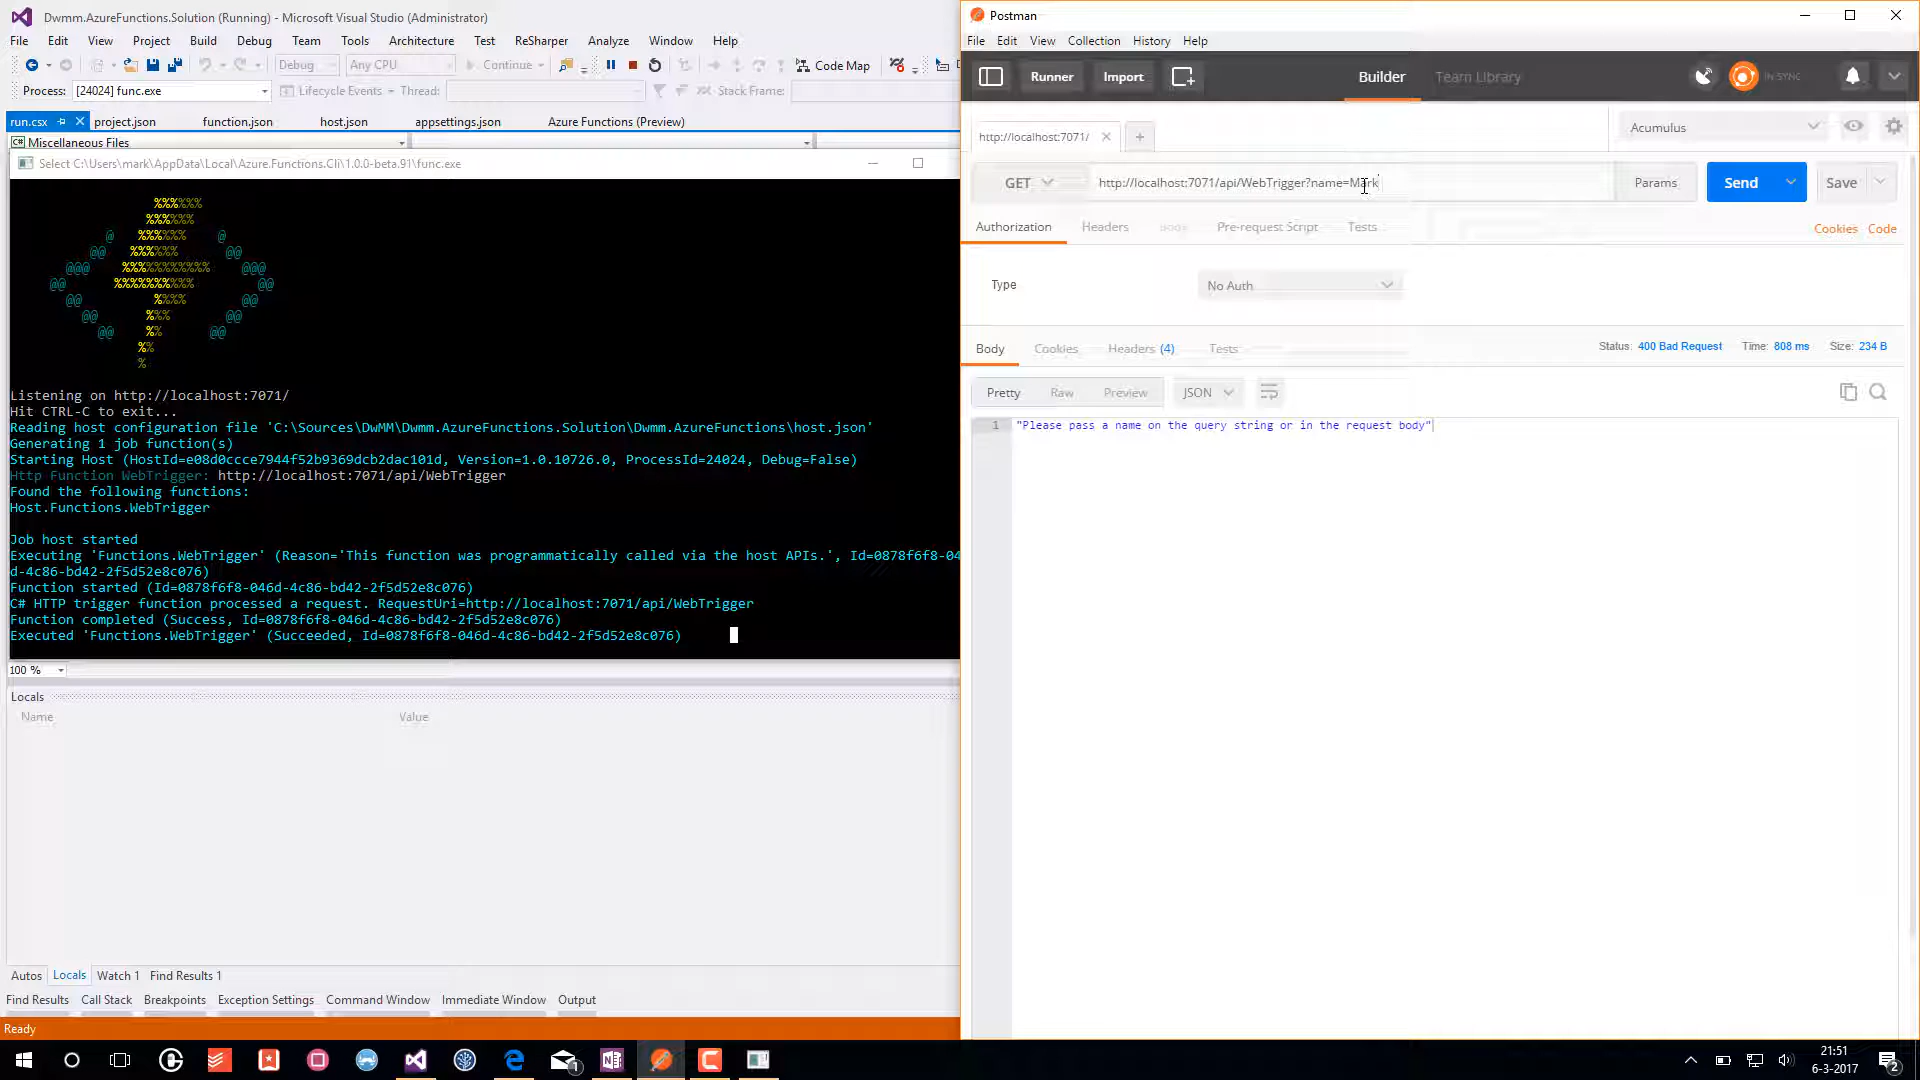 Dwmm.AzureFunctions.Solution (Running) - Microsoft Visual Studio (Administrator)
File Edit View Project Build Debug Team Tools Architecture Test ReSharper Analyze Window Help
Debug Any CPU Continue Code Map
Process: [24024] func.exe Lifecycle Events Thread: Stack Frame:
run.csx project.json function.json host.json appsettings.json Azure Functions (Preview)
C# Miscellaneous Files
Select C:\Users\mark\AppData\Local\Azure.Functions.Cli\1.0.0-beta.91\func.exe
%%%%%%
%%%%%%
@ %%%%%% @
@@ %%%%%% @@
@@@ %%%%%%%%%%% @@@
@@ %%%%%%%%%% @@
@@ %%%% @@
@@ %%% @@
@@ %% @@
%%
%
Listening on http://localhost:7071/
Hit CTRL-C to exit...
Reading host configuration file 'C:\Sources\DwMM\Dwmm.AzureFunctions.Solution\Dwmm.AzureFunctions\host.json'
Generating 1 job function(s)
Starting Host (HostId=e08d0ccce7944f52b9369dcb2dac101d, Version=1.0.10726.0, ProcessId=24024, Debug=False)
Http Function WebTrigger: http://localhost:7071/api/WebTrigger
Found the following functions:
Host.Functions.WebTrigger
Job host started
Executing 'Functions.WebTrigger' (Reason='This function was programmatically called via the host APIs.', Id=0878f6f8-04
d-4c86-bd42-2f5d52e8c076)
Function started (Id=0878f6f8-046d-4c86-bd42-2f5d52e8c076)
C# HTTP trigger function processed a request. RequestUri=http://localhost:7071/api/WebTrigger
Function completed (Success, Id=0878f6f8-046d-4c86-bd42-2f5d52e8c076)
Executed 'Functions.WebTrigger' (Succeeded, Id=0878f6f8-046d-4c86-bd42-2f5d52e8c076)
100 %
Locals
Name Value
Autos Locals Watch 1 Find Results 1
Find Results Call Stack Breakpoints Exception Settings Command Window Immediate Window Output
Ready
Postman
File Edit View Collection History Help
Runner Import Builder Team Library IN SYNC
http://localhost:7071/ Acumulus
GET http://localhost:7071/api/WebTrigger?name=Mark Params Send Save
Authorization Headers Body Pre-request Script Tests Cookies Code
Type No Auth
Body Cookies Headers (4) Tests Status: 400 Bad Request Time: 808 ms Size: 234 B
Pretty Raw Preview JSON
1 "Please pass a name on the query string or in the request body"
21:51
6-3-2017
1
2